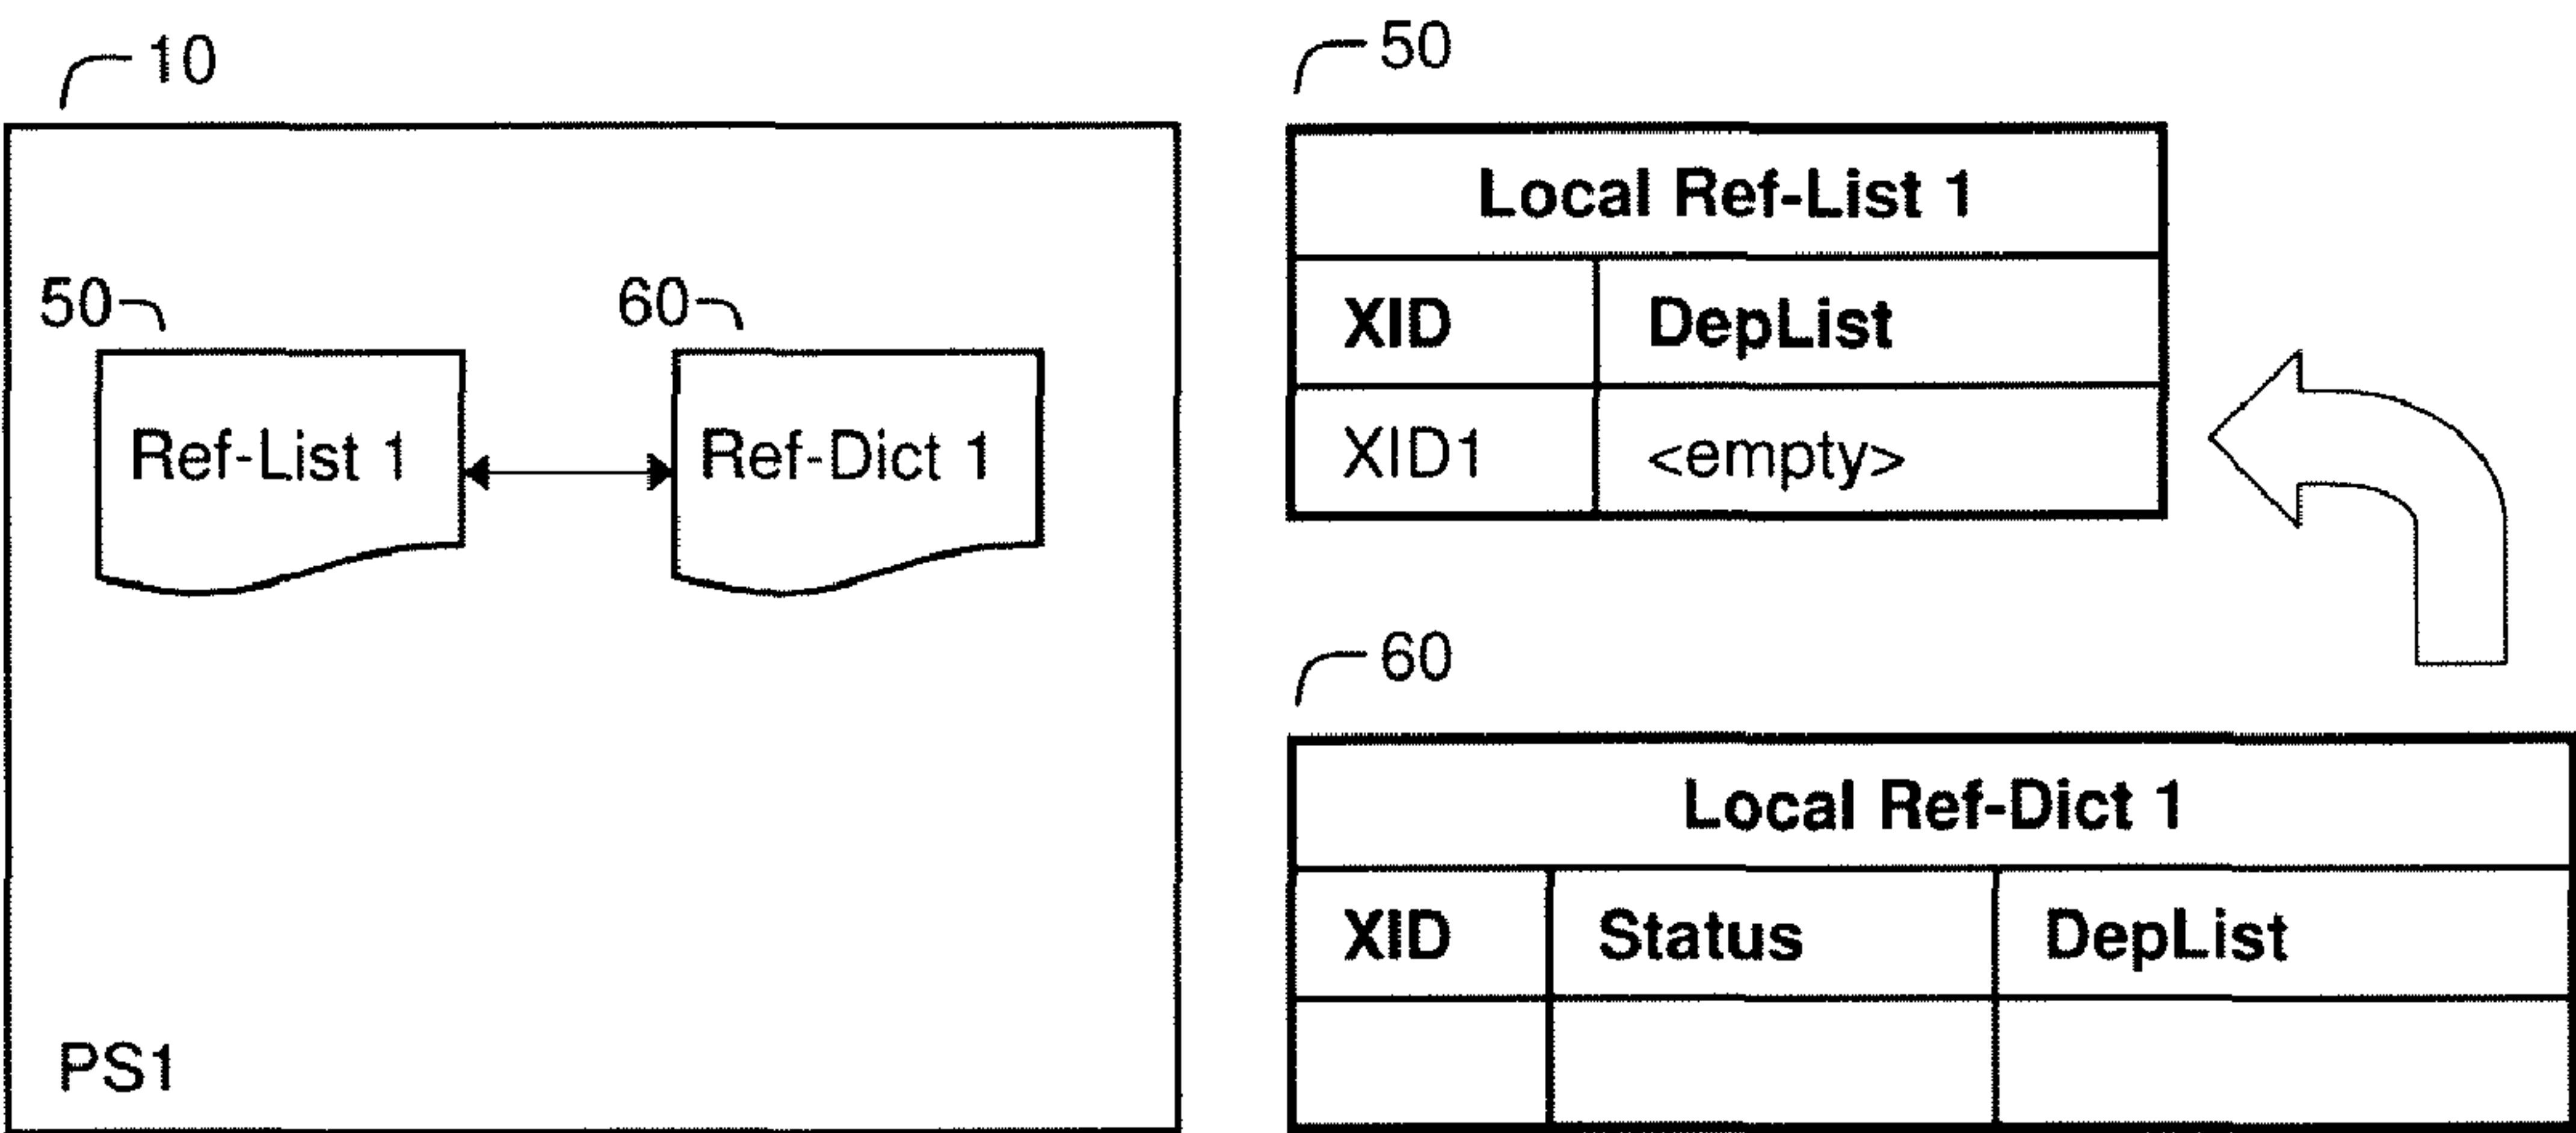 10
50
60
Ref-List 1
Ref-Dict 1
PS1
50
Local Ref-List 1
XID DepList
XID1 <empty>
60
Local Ref-Dict 1
XID Status DepList